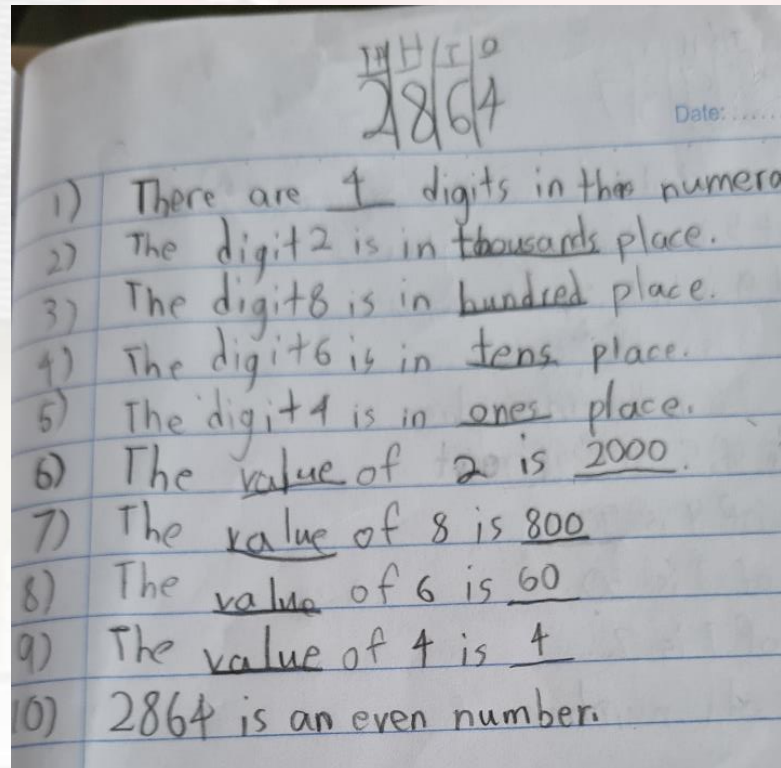 TH H T O
2 8 6 4
Date: ......
1) There are 4 digits in this numera
2) The digit 2 is in thousands place.
3) The digit 8 is in hundred place.
4) The digit 6 is in tens place.
5) The digit 4 is in ones place.
6) The value of 2 is 2000.
7) The value of 8 is 800
8) The value of 6 is 60
9) The value of 4 is 4
10) 2864 is an even number.